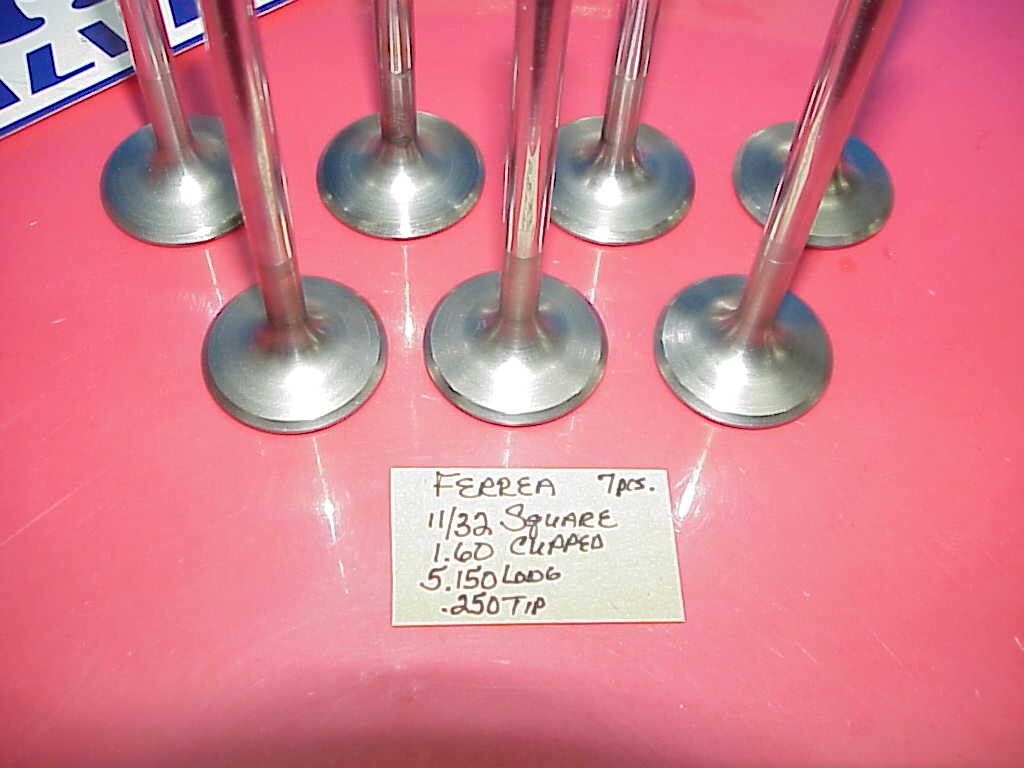 FERREA 7pcs.
11/32 SQUARE
1.60 CUPPED
5.150 LONG
.250 TIP